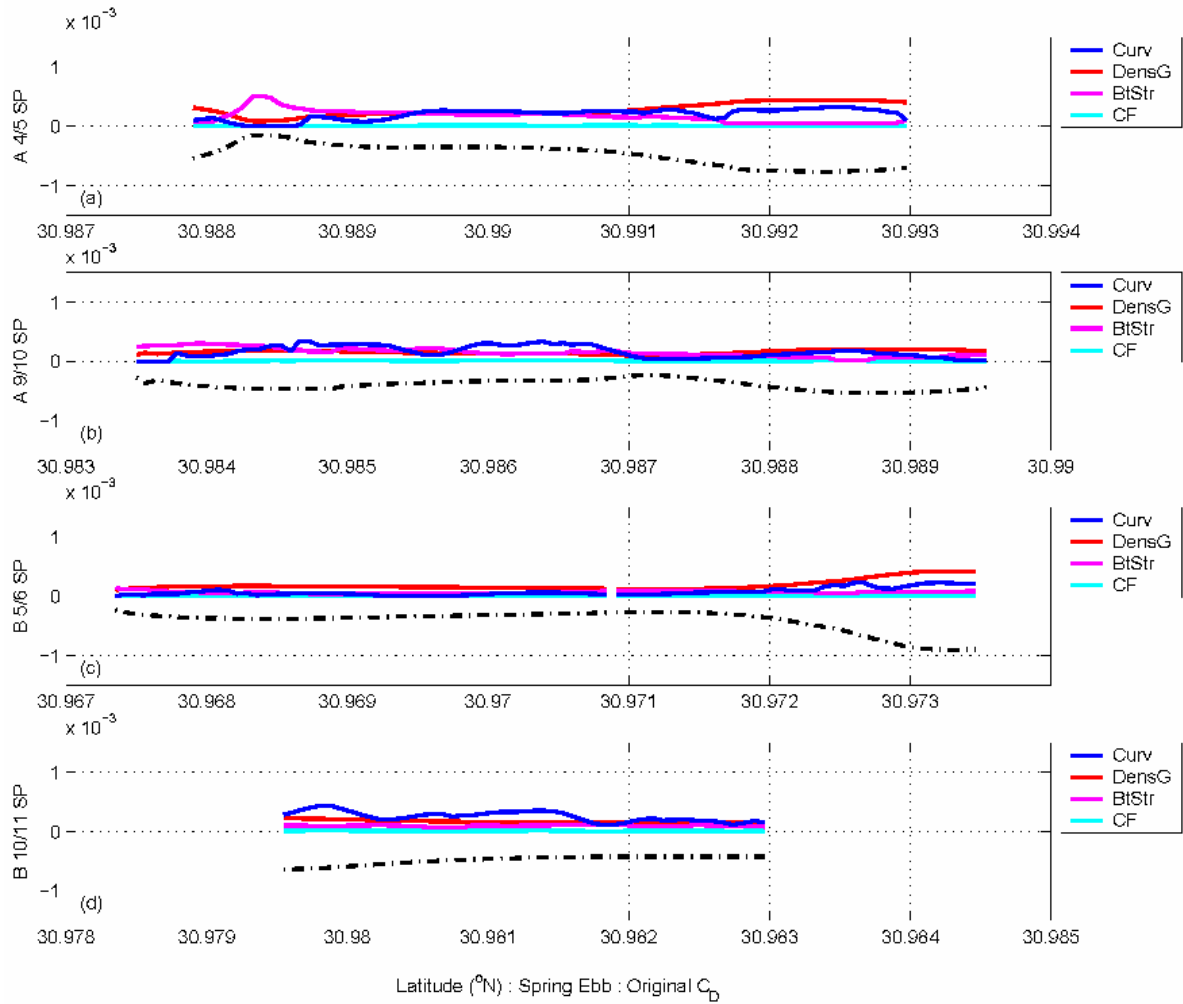 x 10⁻³
1
0
−1
A 4/5 SP
(a)
Curv
DensG
BtStr
CF
30.987 30.988 30.989 30.99 30.991 30.992 30.993 30.994
x 10⁻³
1
0
−1
A 9/10 SP
(b)
Curv
DensG
BtStr
CF
30.983 30.984 30.985 30.986 30.987 30.988 30.989 30.99
x 10⁻³
1
0
−1
B 5/6 SP
(c)
Curv
DensG
BtStr
CF
30.967 30.968 30.969 30.97 30.971 30.972 30.973
x 10⁻³
1
0
−1
B 10/11 SP
(d)
Curv
DensG
BtStr
CF
30.978 30.979 30.98 30.981 30.982 30.983 30.984 30.985
Latitude (°N) : Spring Ebb : Original C_D